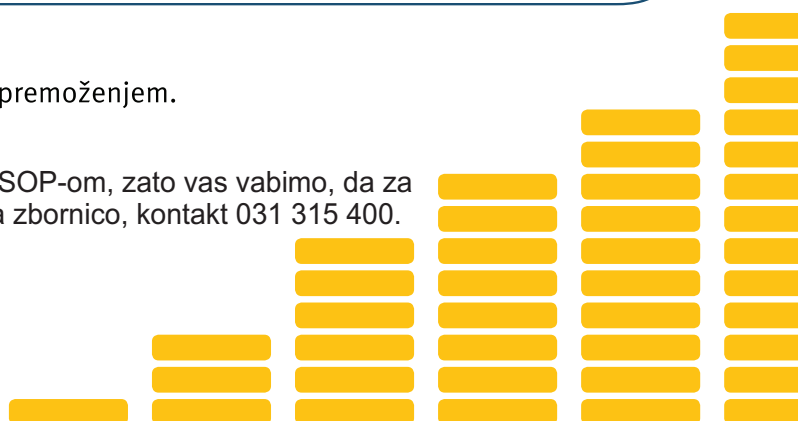 premoženjem.
SOP-om, zato vas vabimo, da za
zbornico, kontakt 031 315 400.